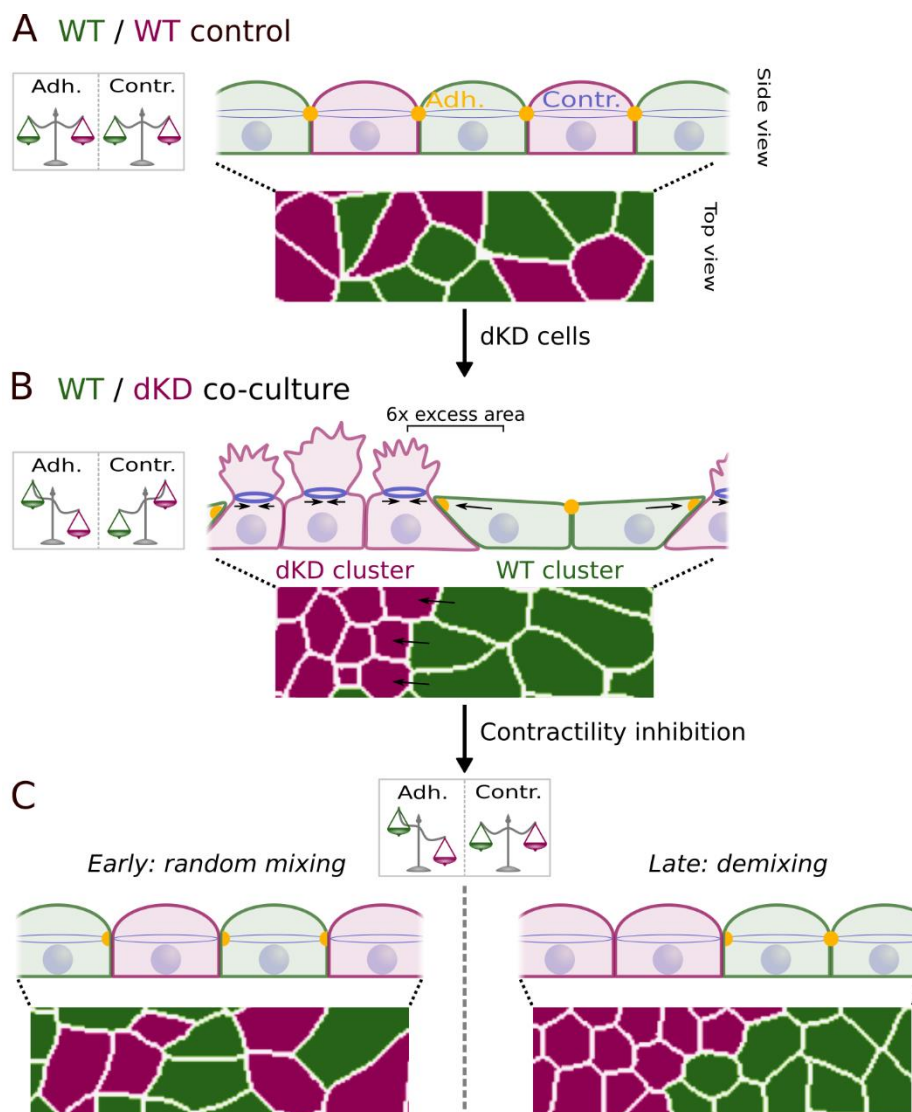 A WT / WT control
Adh. Contr.
Adh. Contr.
Side view
Top view
dKD cells
B WT / dKD co-culture
6x excess area
Adh. Contr.
dKD cluster WT cluster
Contractility inhibition
C
Adh. Contr.
Early: random mixing
Late: demixing